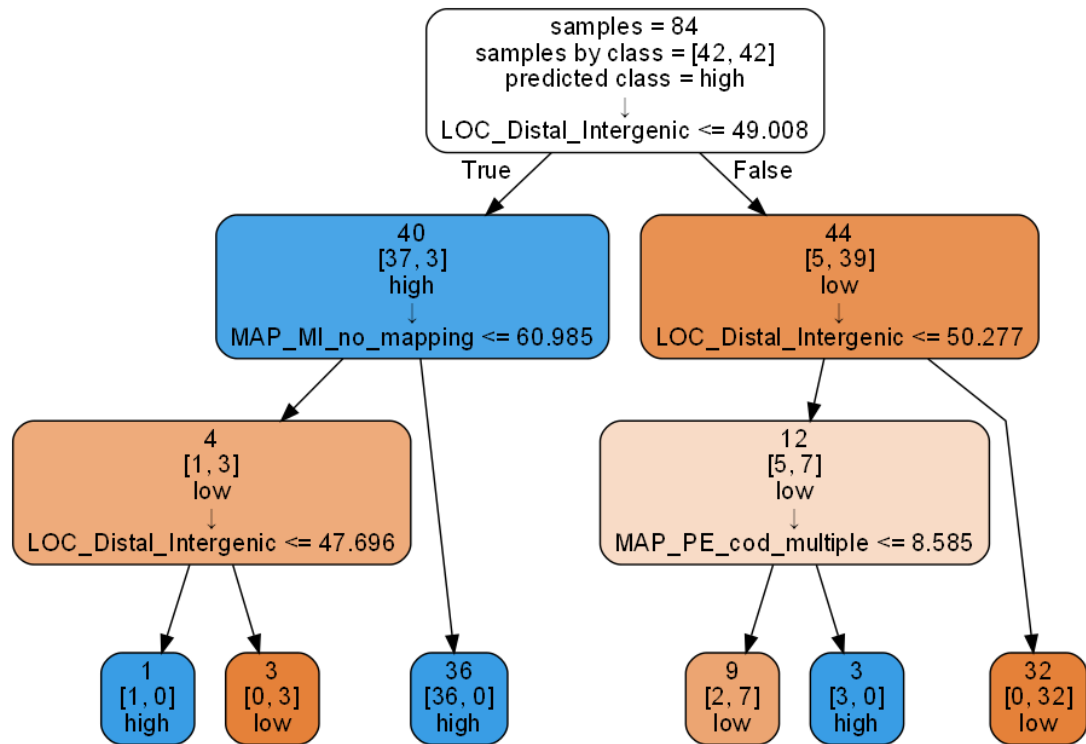 samples = 84
samples by class = [42, 42]
predicted class = high
↓
LOC_Distal_Intergenic <= 49.008
True
False
40
[37, 3]
high
↓
MAP_MI_no_mapping <= 60.985
44
[5, 39]
low
↓
LOC_Distal_Intergenic <= 50.277
4
[1, 3]
low
↓
LOC_Distal_Intergenic <= 47.696
12
[5, 7]
low
↓
MAP_PE_cod_multiple <= 8.585
1
[1, 0]
high
3
[0, 3]
low
36
[36, 0]
high
9
[2, 7]
low
3
[3, 0]
high
32
[0, 32]
low